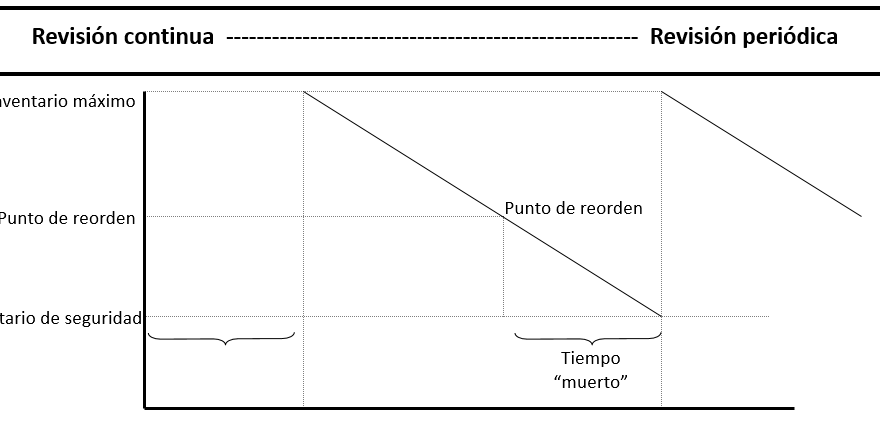 Revisión continua ------------------------------------------------------ Revisión periódica
nventario máximo
Punto de reorden
Punto de reorden
tario de seguridad
Tiempo
“muerto”